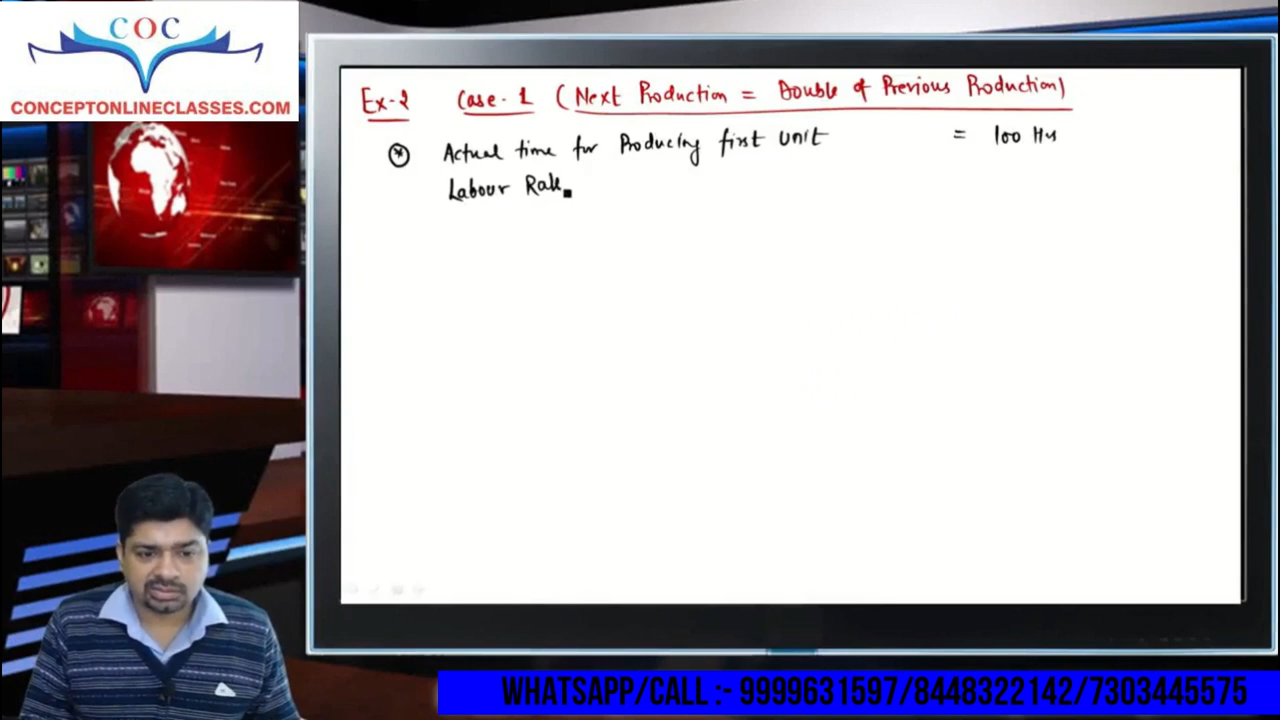 COC
CONCEPTONLINECLASSES.COM
Ex-2 Case-1 (Next Production = Double of Previous Production)
* Actual time for Producing first unit = 100 Hrs
Labour Rate
WHATSAPP/CALL :- 9999631597/8448322142/7303445575